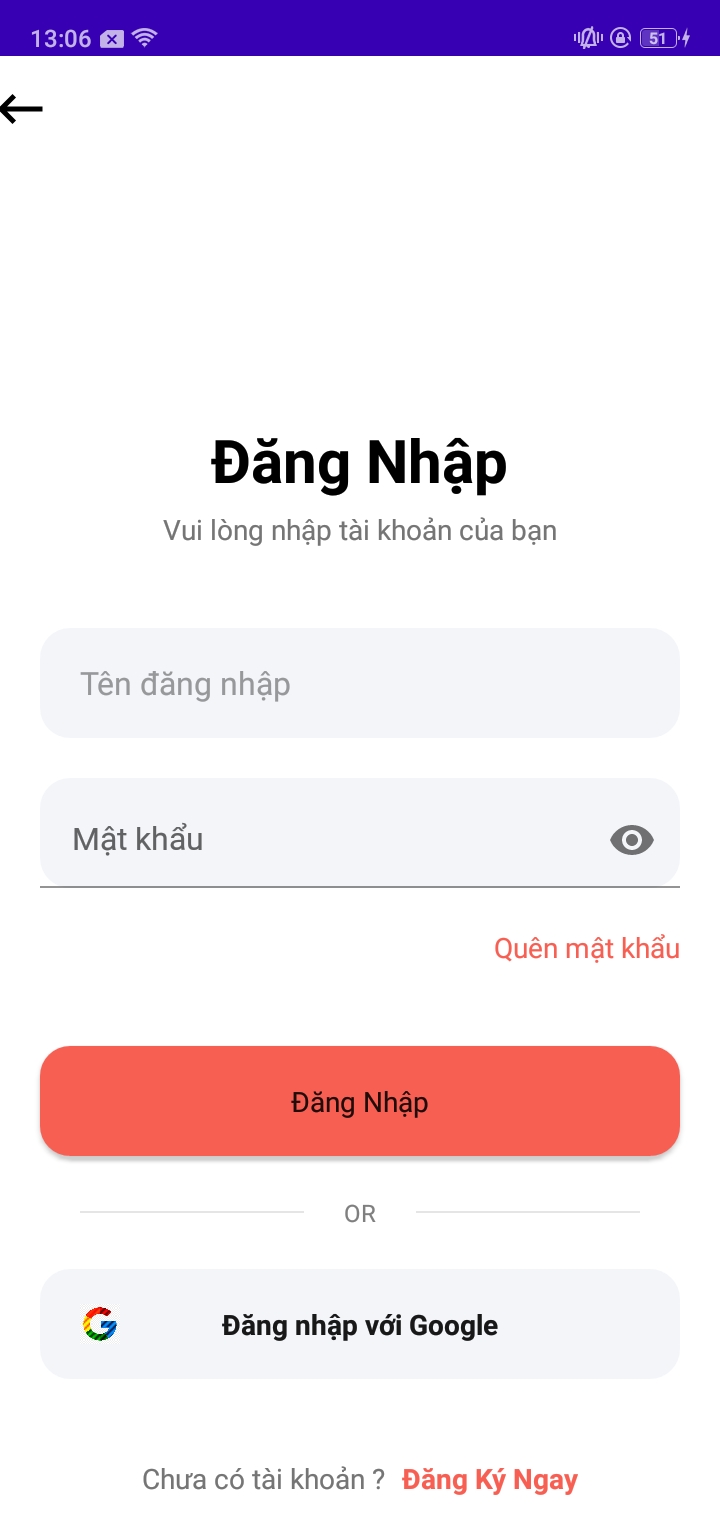 13:06
51
Đăng Nhập
Vui lòng nhập tài khoản của bạn
Tên đăng nhập
Mật khẩu
Quên mật khẩu
Đăng Nhập
OR
Đăng nhập với Google
Chưa có tài khoản ? Đăng Ký Ngay